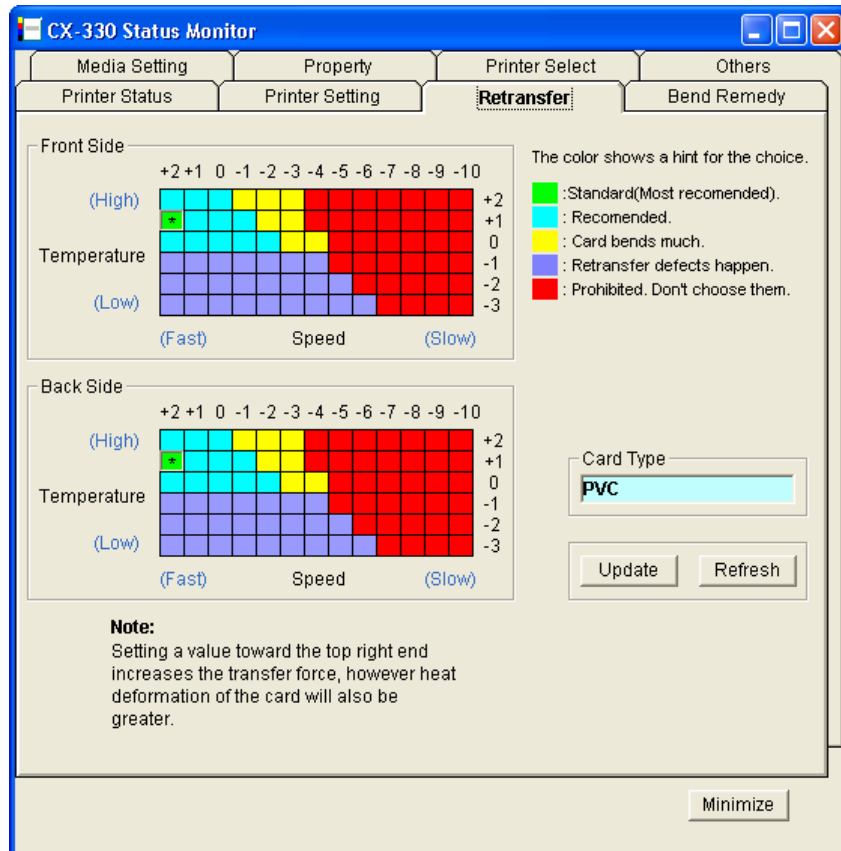 CX-330 Status Monitor
Media Setting Property Printer Select Others
Printer Status Printer Setting Retransfer Bend Remedy
Front Side
+2 +1 0 -1 -2 -3 -4 -5 -6 -7 -8 -9 -10
(High)
Temperature
(Low)
*
+2
+1
0
-1
-2
-3
(Fast) Speed (Slow)
The color shows a hint for the choice.
:Standard(Most recomended).
: Recomended.
: Card bends much.
: Retransfer defects happen.
: Prohibited. Don't choose them.
Back Side
+2 +1 0 -1 -2 -3 -4 -5 -6 -7 -8 -9 -10
(High)
Temperature
(Low)
*
+2
+1
0
-1
-2
-3
(Fast) Speed (Slow)
Card Type
PVC
Update Refresh
Note:
Setting a value toward the top right end
increases the transfer force, however heat
deformation of the card will also be
greater.
Minimize